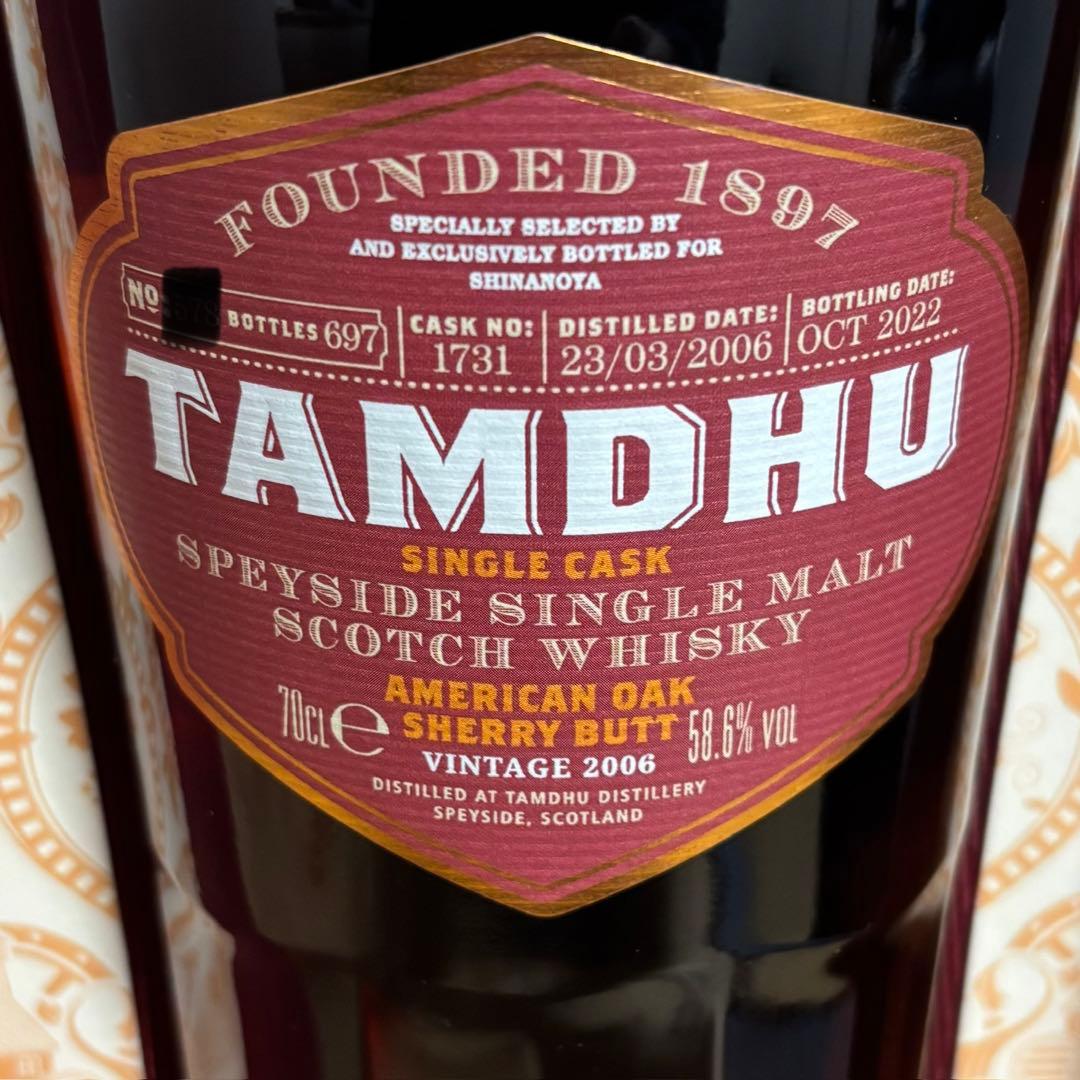 FOUNDED 1897
SPECIALLY SELECTED BY
AND EXCLUSIVELY BOTTLED FOR
SHINANOYA
NO:
BOTTLES 697
CASK NO:
1731
DISTILLED DATE:
23/03/2006
BOTTLING DATE:
OCT 2022
TAMDHU
SINGLE CASK
SPEYSIDE SINGLE MALT
SCOTCH WHISKY
AMERICAN OAK
70CL e SHERRY BUTT 58.6% VOL
VINTAGE 2006
DISTILLED AT TAMDHU DISTILLERY
SPEYSIDE, SCOTLAND